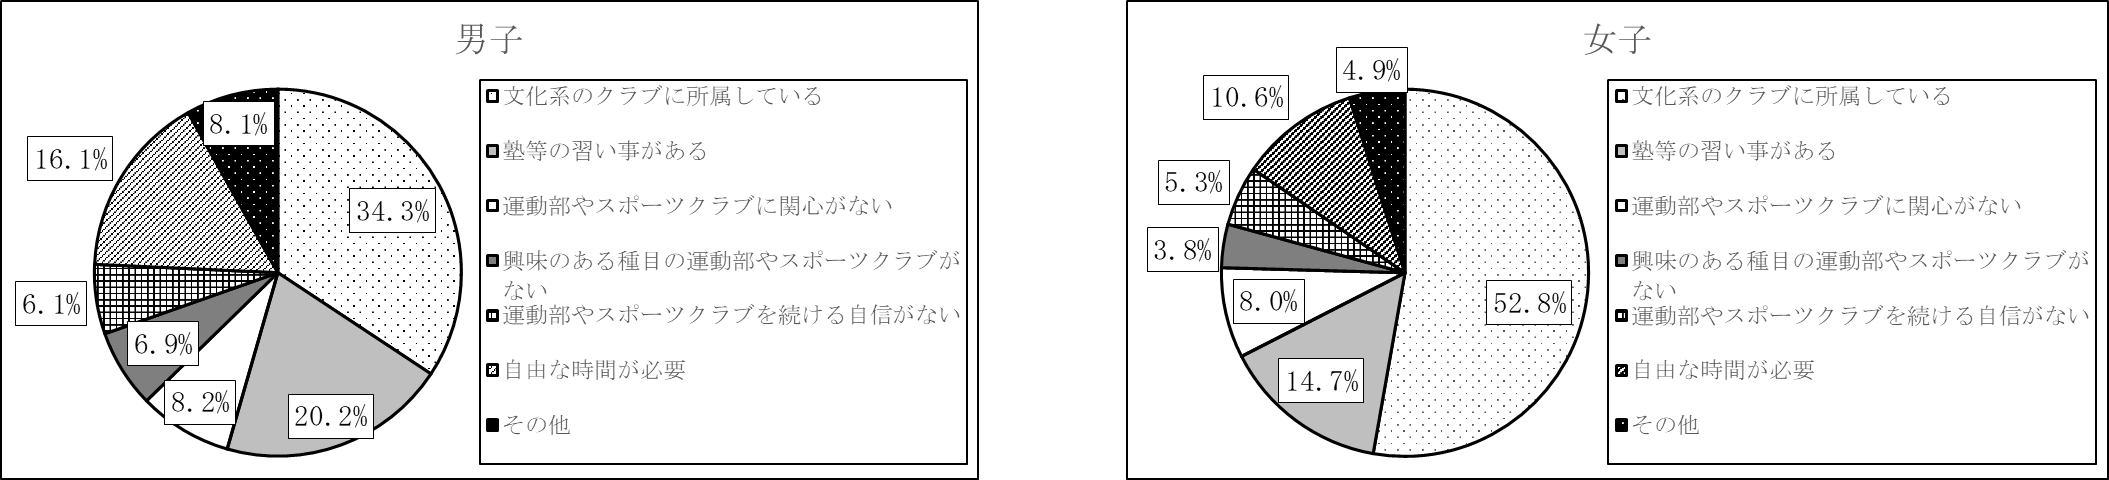 男子
34.3%
20.2%
8.2%
6.9%
6.1%
16.1%
8.1%
文化系のクラブに所属している
塾等の習い事がある
運動部やスポーツクラブに関心がない
興味のある種目の運動部やスポーツクラブが
ない
運動部やスポーツクラブを続ける自信がない
自由な時間が必要
その他
女子
52.8%
14.7%
8.0%
3.8%
5.3%
10.6%
4.9%
文化系のクラブに所属している
塾等の習い事がある
運動部やスポーツクラブに関心がない
興味のある種目の運動部やスポーツクラブが
ない
運動部やスポーツクラブを続ける自信がない
自由な時間が必要
その他